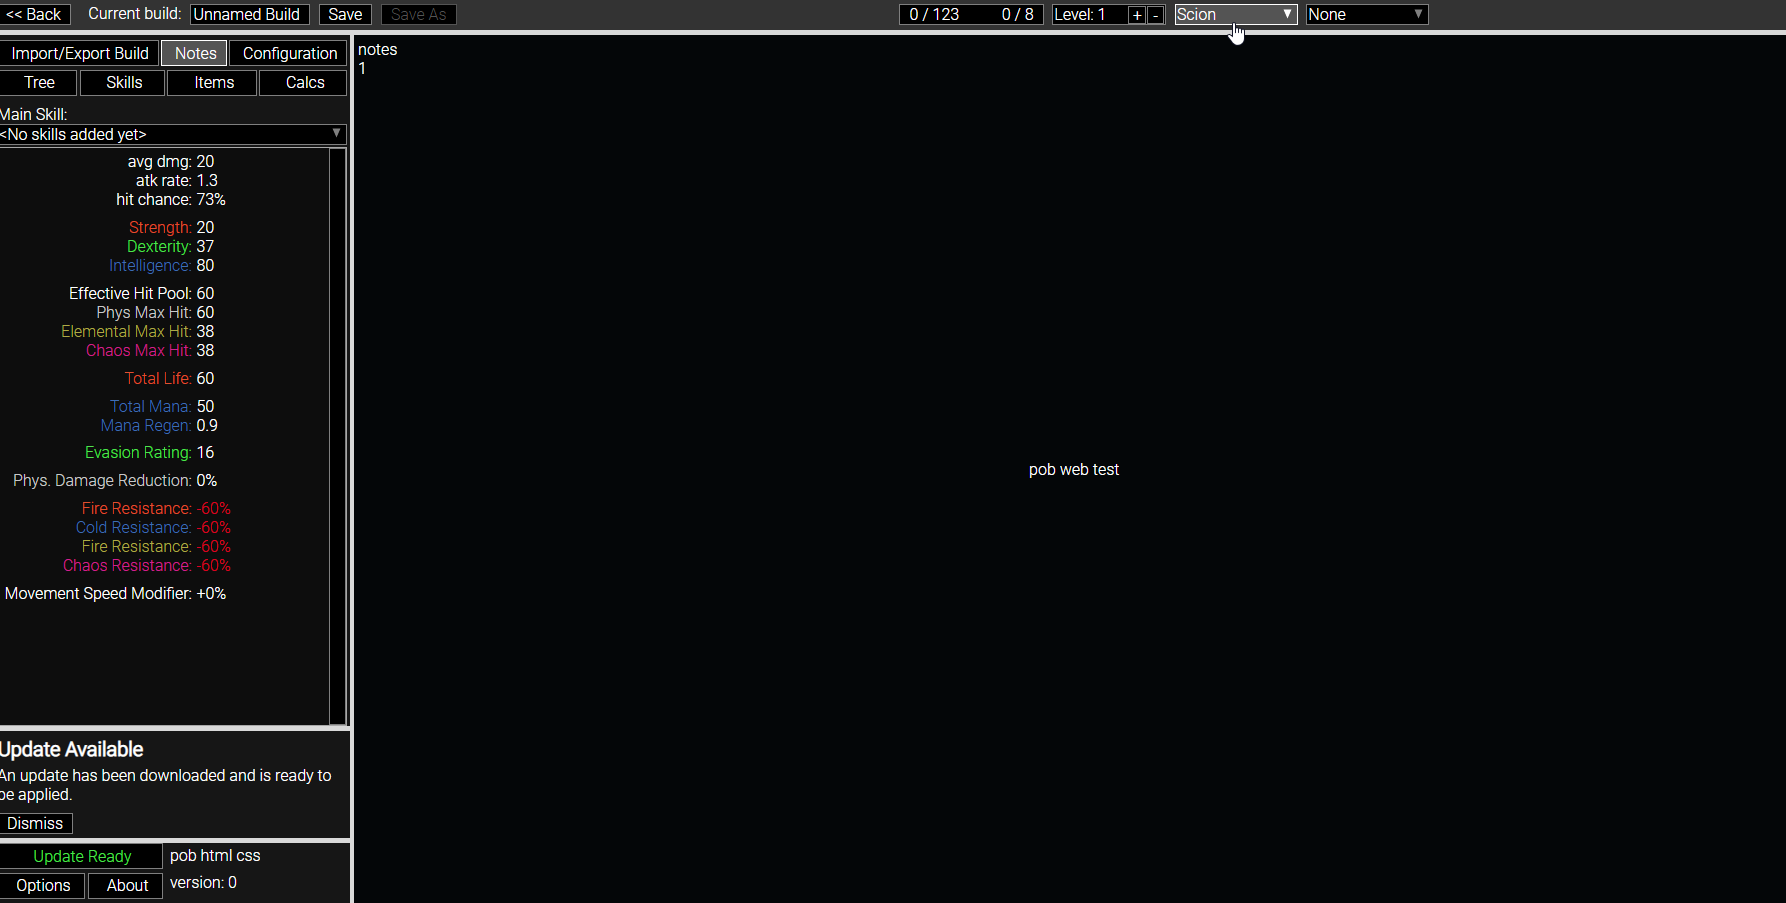 << Back Current build: Unnamed Build Save Save As 0 / 123 0 / 8 Level: 1 + - Scion ▼ None ▼
Import/Export Build Notes Configuration
Tree Skills Items Calcs
Main Skill:
<No skills added yet> ▼
avg dmg: 20
atk rate: 1.3
hit chance: 73%
Strength: 20
Dexterity: 37
Intelligence: 80
Effective Hit Pool: 60
Phys Max Hit: 60
Elemental Max Hit: 38
Chaos Max Hit: 38
Total Life: 60
Total Mana: 50
Mana Regen: 0.9
Evasion Rating: 16
Phys. Damage Reduction: 0%
Fire Resistance: -60%
Cold Resistance: -60%
Fire Resistance: -60%
Chaos Resistance: -60%
Movement Speed Modifier: +0%
Update Available
An update has been downloaded and is ready to
be applied.
Dismiss
Update Ready pob html css
Options About version: 0
notes
1
pob web test